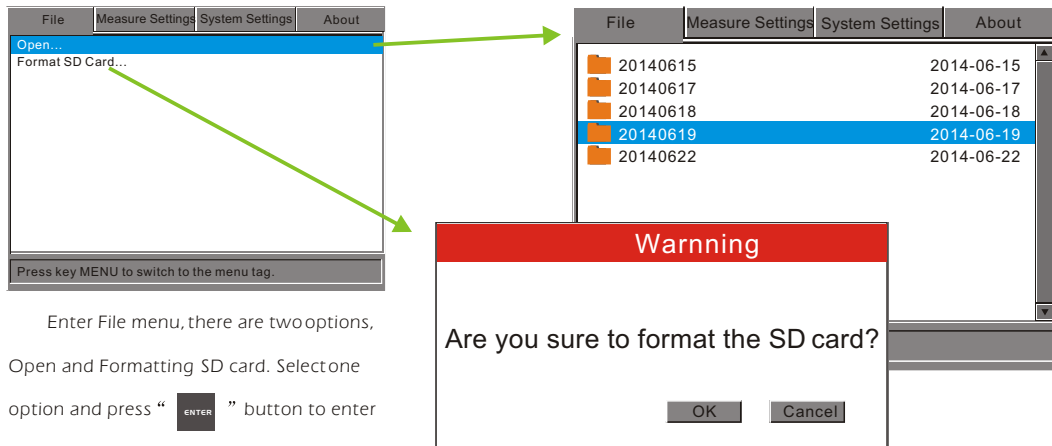 File Measure Settings System Settings About
Open...
Format SD Card...
Press key MENU to switch to the menu tag.
File Measure Settings System Settings About
20140615 2014-06-15
20140617 2014-06-17
20140618 2014-06-18
20140619 2014-06-19
20140622 2014-06-22
Warnning
Are you sure to format the SD card?
OK Cancel
Enter File menu, there are two options,
Open and Formatting SD card. Select one
option and press “ ENTER ” button to enter